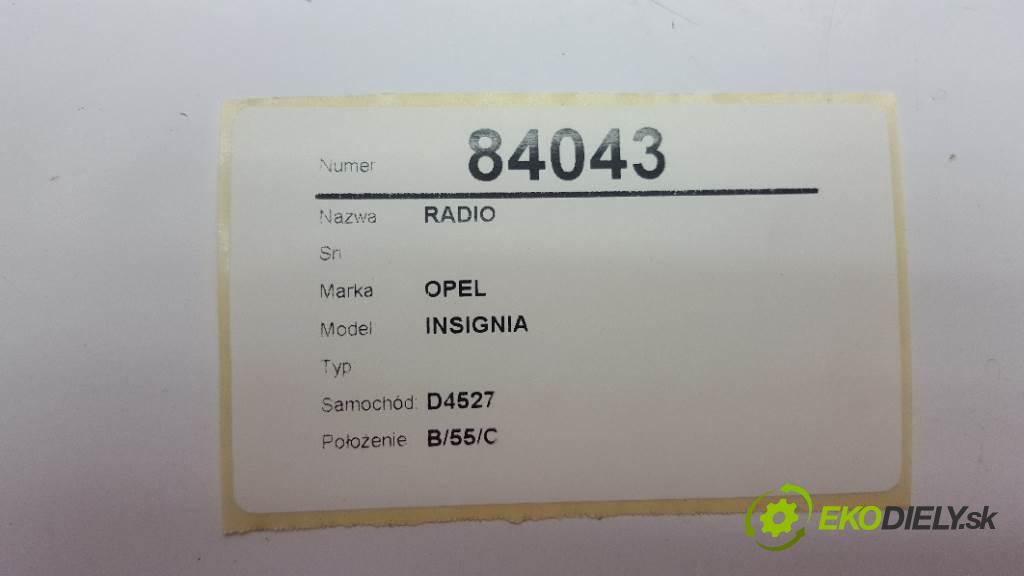 Numer 84043
Nazwa RADIO
Sn
Marka OPEL
Model INSIGNIA
Typ
Samochód: D4527
Położenie B/55/C
EKODIELY.sk